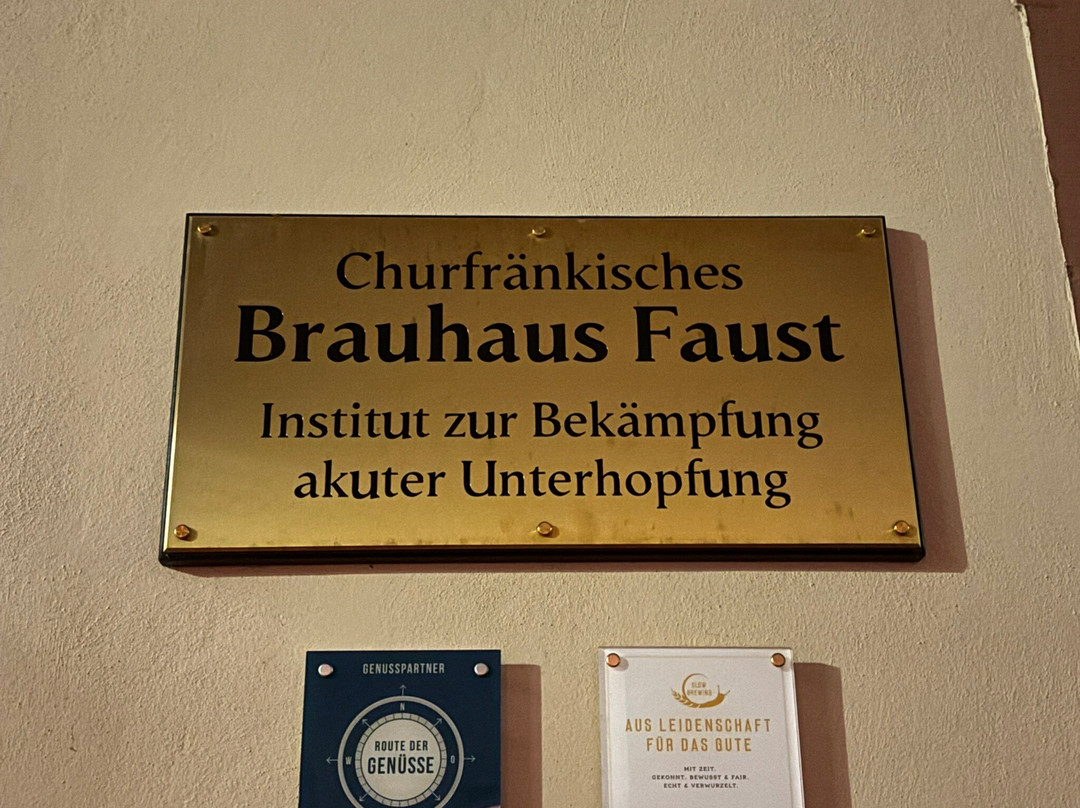 Churfränkisches
Brauhaus Faust
Institut zur Bekämpfung
akuter Unterhopfung
GENUSSPARTNER
N
W
O
ROUTE DER
GENÜSSE
SLOW
BREWING
AUS LEIDENSCHAFT
FÜR DAS GUTE
MIT ZEIT.
GEKONNT, BEWUSST & FAIR.
ECHT & VERWURZELT.